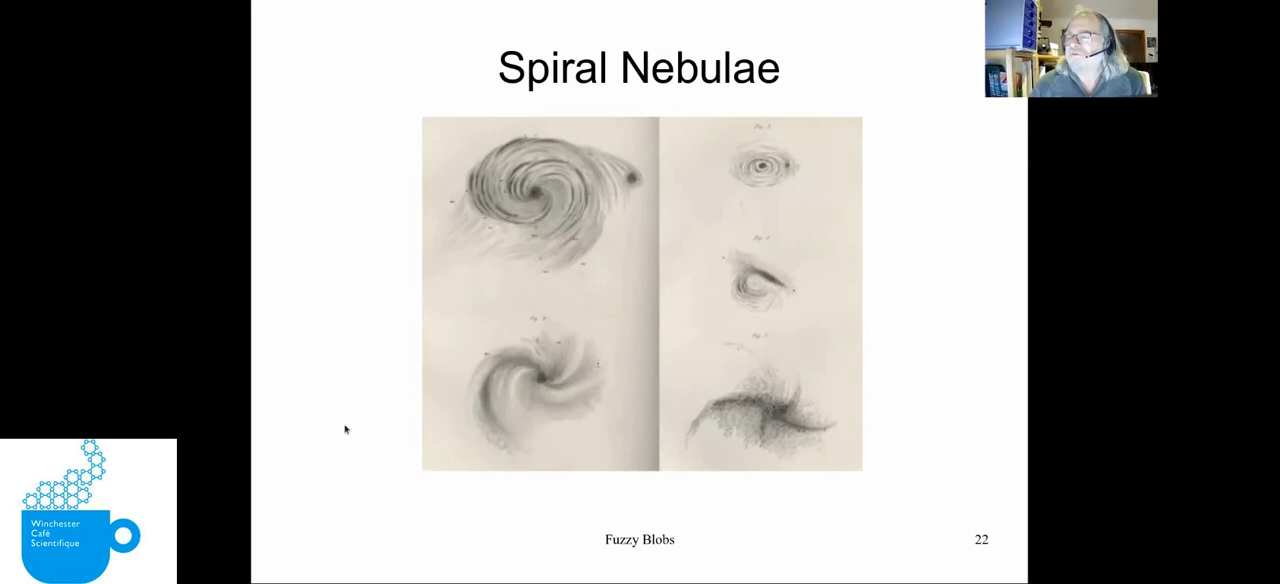 Spiral Nebulae
Fuzzy Blobs
22
Winchester
Café
Scientifique